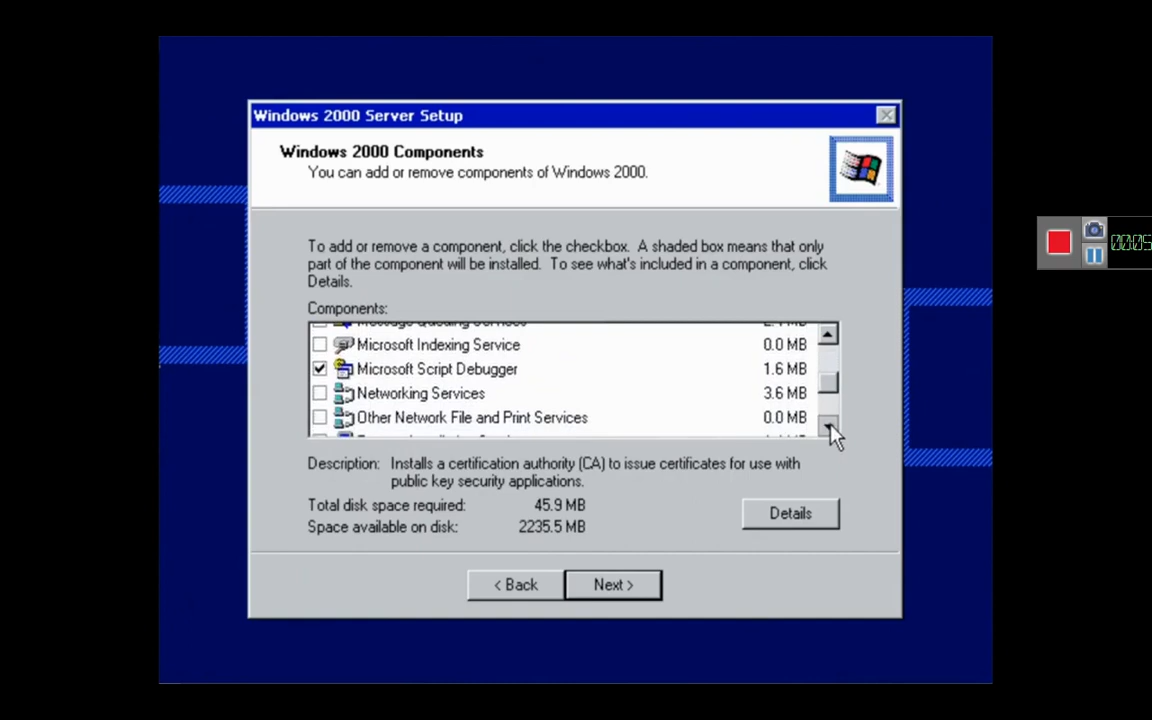 Windows 2000 Server Setup
Windows 2000 Components
You can add or remove components of Windows 2000.
To add or remove a component, click the checkbox. A shaded box means that only
part of the component will be installed. To see what's included in a component, click
Details.
Components:
Message Queuing Services
Microsoft Indexing Service 0.0 MB
Microsoft Script Debugger 1.6 MB
Networking Services 3.6 MB
Other Network File and Print Services 0.0 MB
Description: Installs a certification authority (CA) to issue certificates for use with
public key security applications.
Total disk space required: 45.9 MB
Space available on disk: 2235.5 MB
Details
< Back
Next >